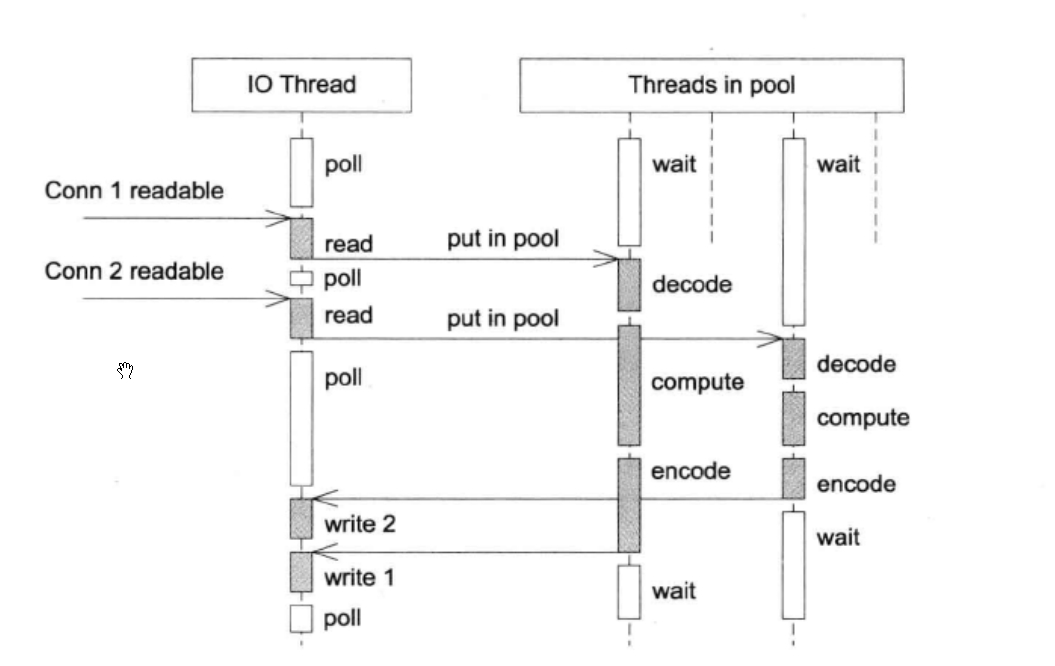 IO Thread
Threads in pool
poll
wait
wait
Conn 1 readable
read
put in pool
Conn 2 readable
poll
decode
read
put in pool
poll
decode
compute
compute
encode
encode
write 2
wait
write 1
wait
poll